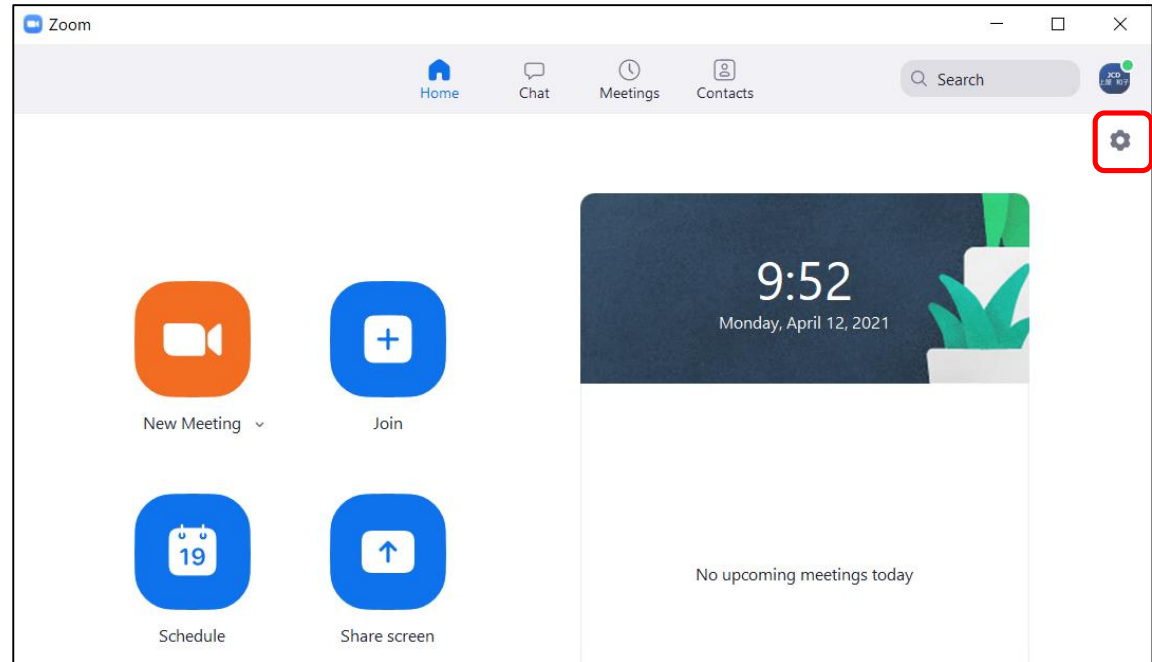 Zoom
Home Chat Meetings Contacts
Search
JCD
9:52
Monday, April 12, 2021
New Meeting
Join
19
Schedule
Share screen
No upcoming meetings today